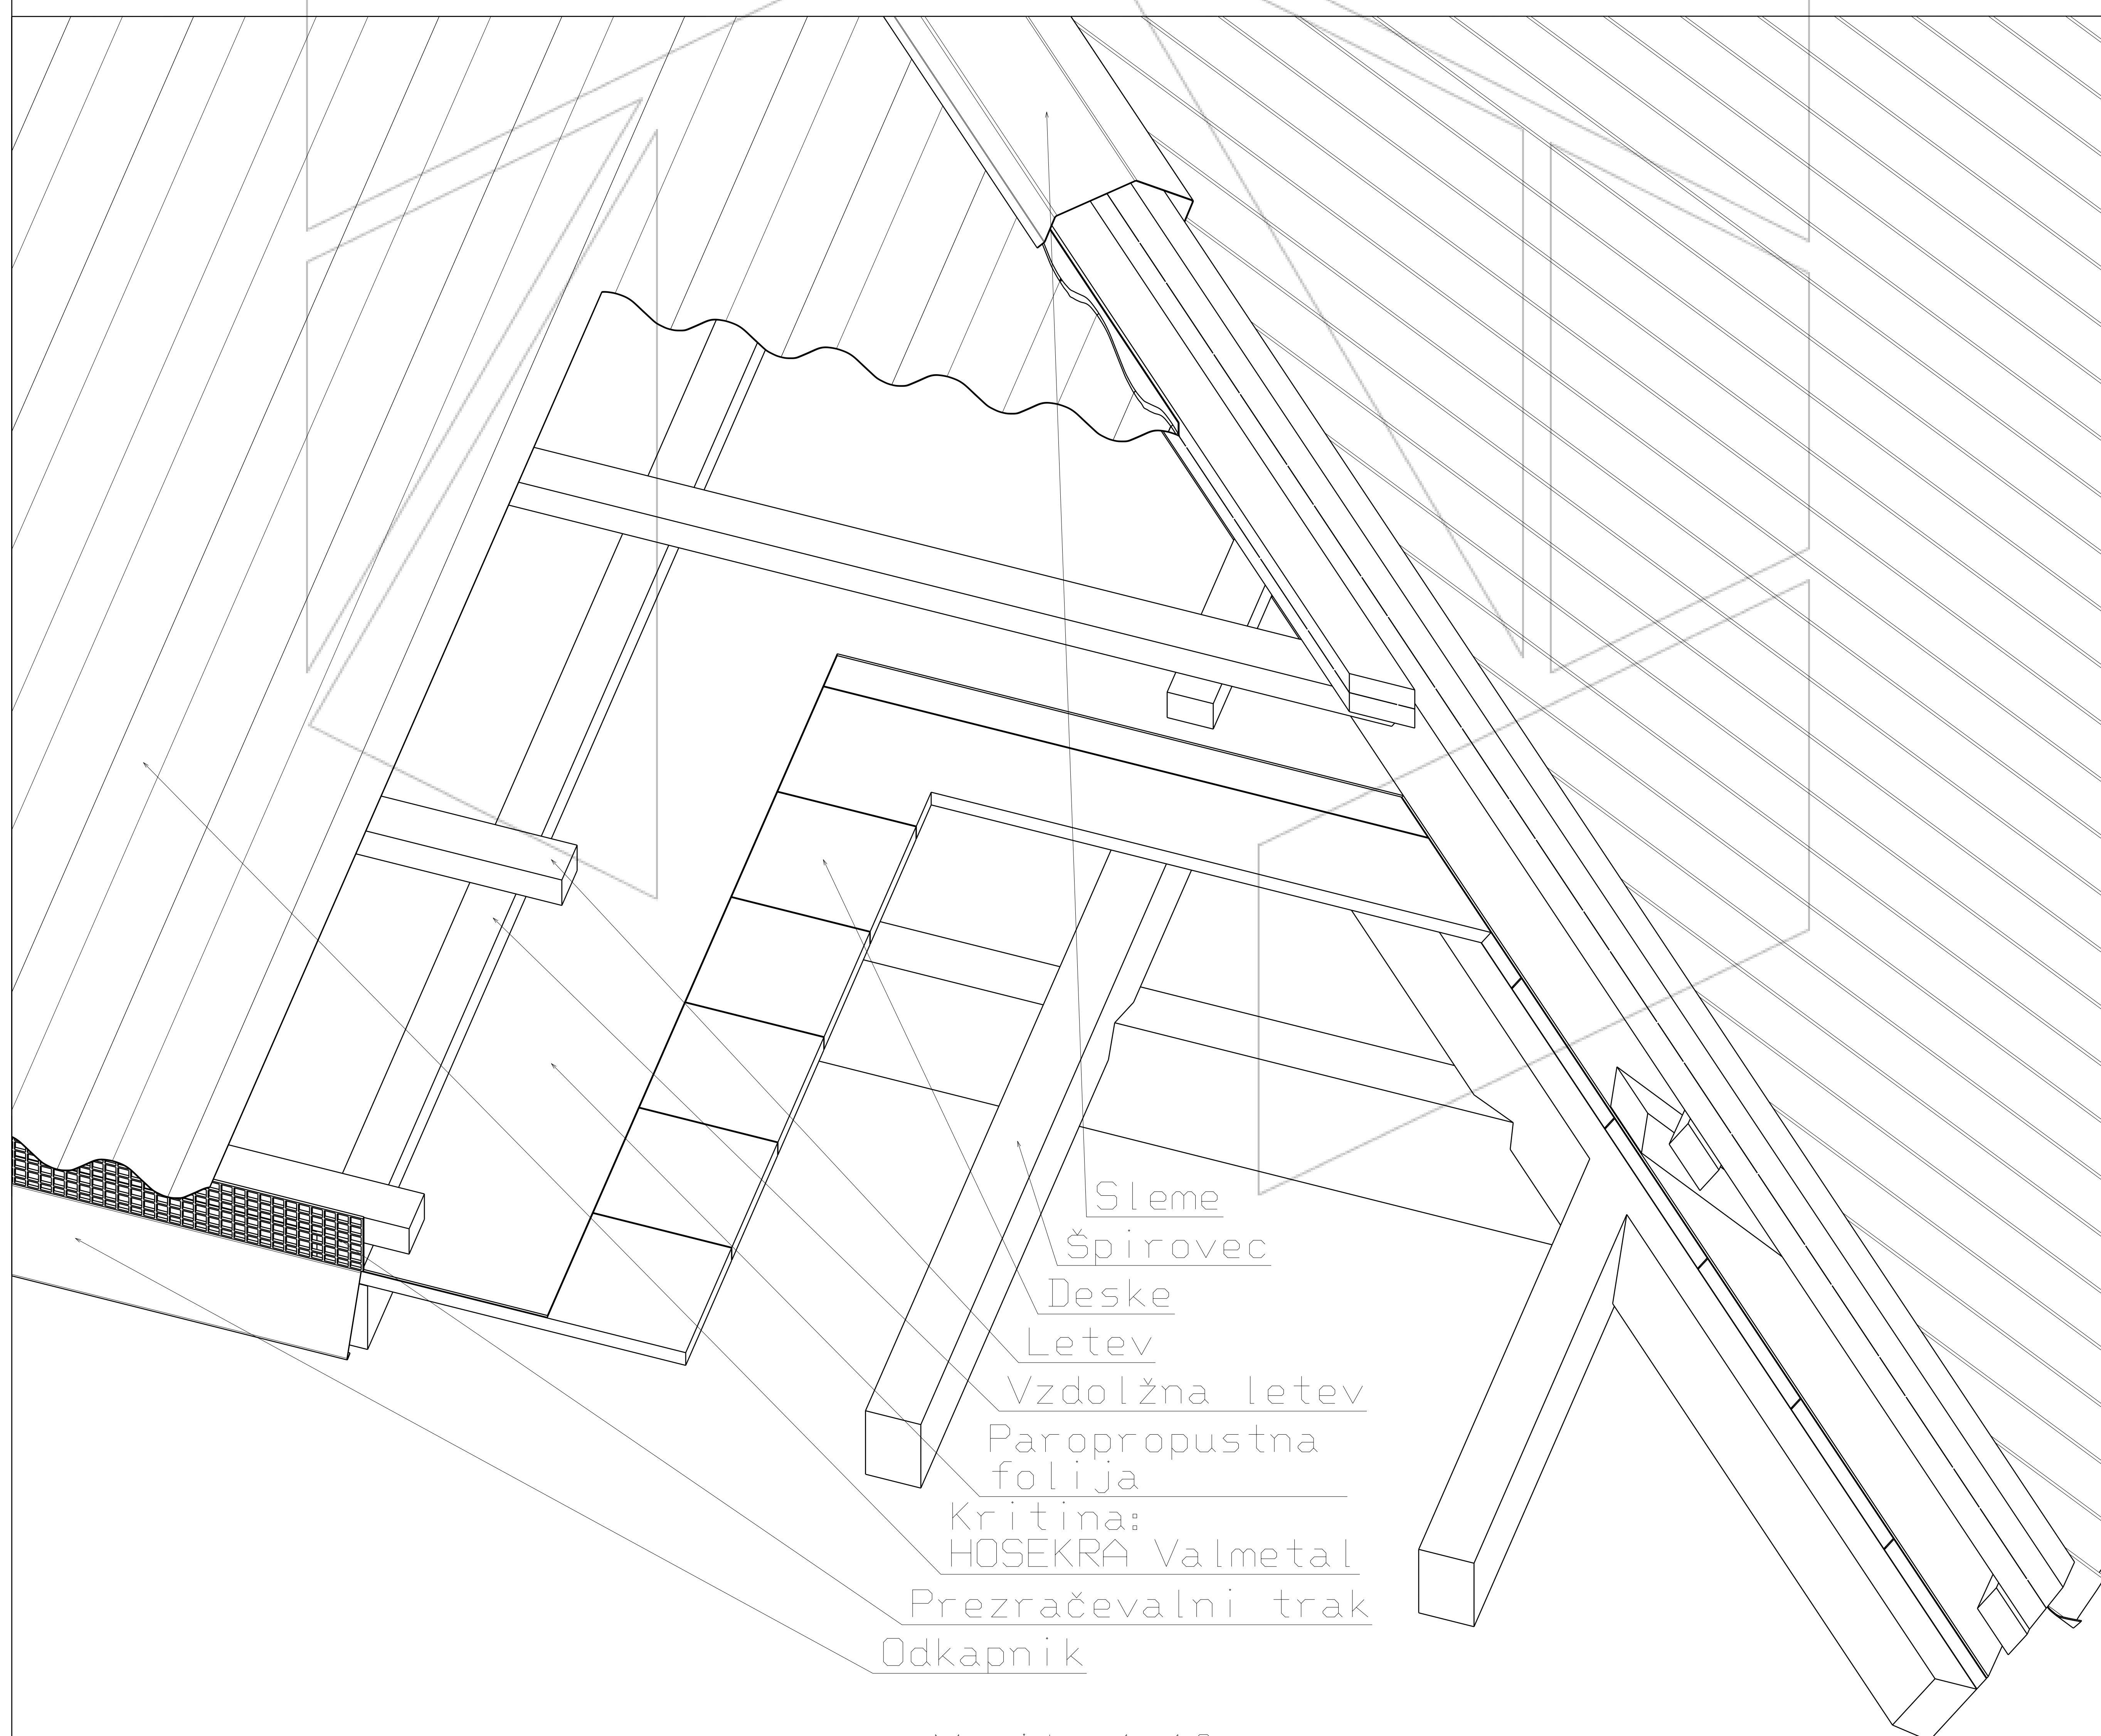 Sleme
Špirovec
Deske
Letev
Vzdolžna letev
Paropropustna
folija
Kritina:
HOSEKRA Valmetal
Prezračevalni trak
Odkapnik